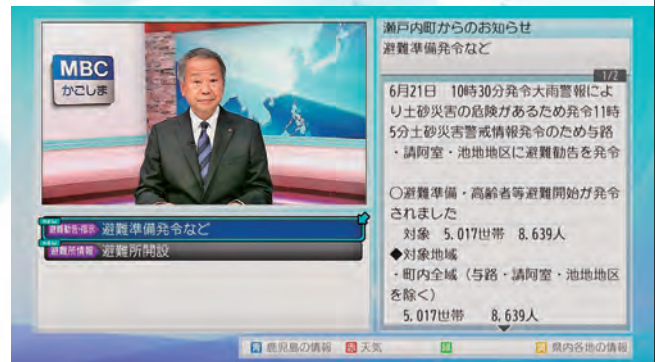 MBC
かごしま
避難勧告・指示 避難準備発令など
避難所情報 避難所開設
瀬戸内町からのお知らせ
避難準備発令など
1/2
6月21日 10時30分発令大雨警報によ
り土砂災害の危険があるため発令11時
5分土砂災害警戒情報発令のため与路
・請阿室・池地地区に避難勧告を発令
○避難準備・高齢者等避難開始が発令
されました
対象 5.017世帯 8.639人
◆対象地域
・町内全域（与路・請阿室・池地地区
を除く）
5.017世帯 8.639人
青 鹿児島の情報 赤 天気 緑 黄 県内各地の情報